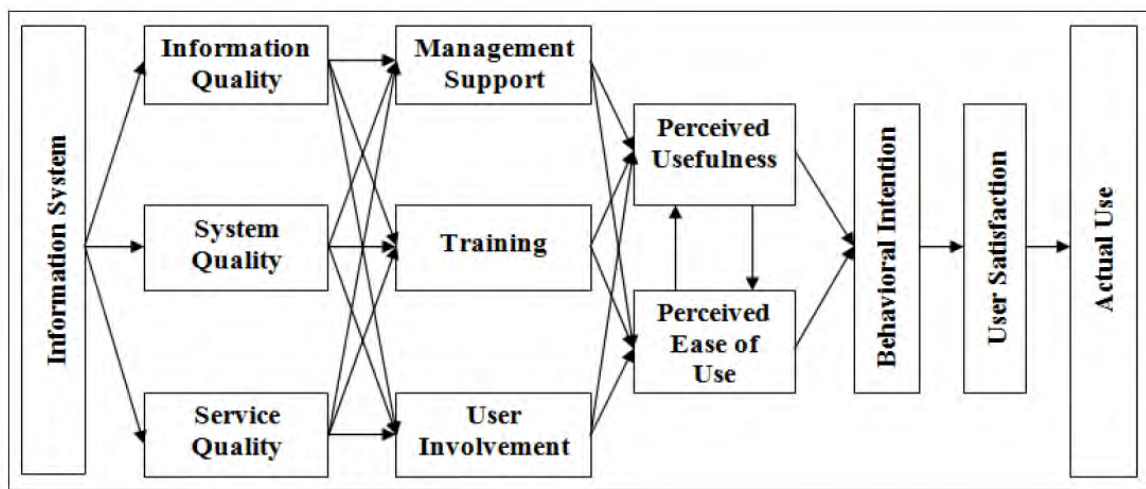 Information System
Information
Quality
System
Quality
Service
Quality
Management
Support
Training
User
Involvement
Perceived
Usefulness
Perceived
Ease of
Use
Behavioral Intention
User Satisfaction
Actual Use